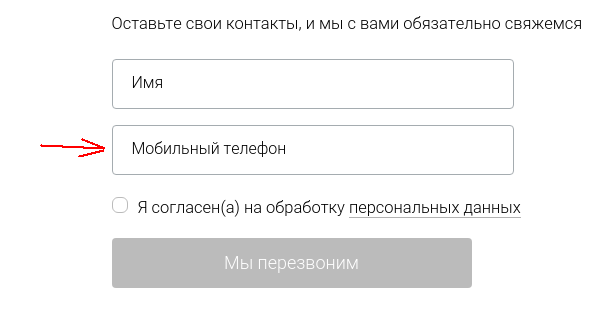 Оставьте свои контакты, и мы с вами обязательно свяжемся
Имя
Мобильный телефон
Я согласен(а) на обработку персональных данных
Мы перезвоним